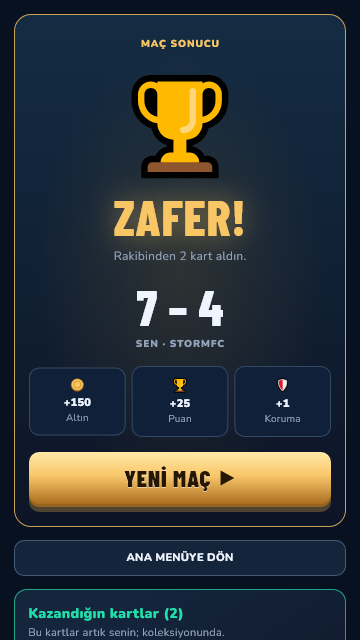 MAÇ SONUCU
ZAFER!
Rakibinden 2 kart aldın.
7 – 4
SEN · STORMFC
+150
Altın
+25
Puan
+1
Koruma
YENİ MAÇ ▶
ANA MENÜYE DÖN
Kazandığın kartlar (2)
Bu kartlar artık senin; koleksiyonunda.